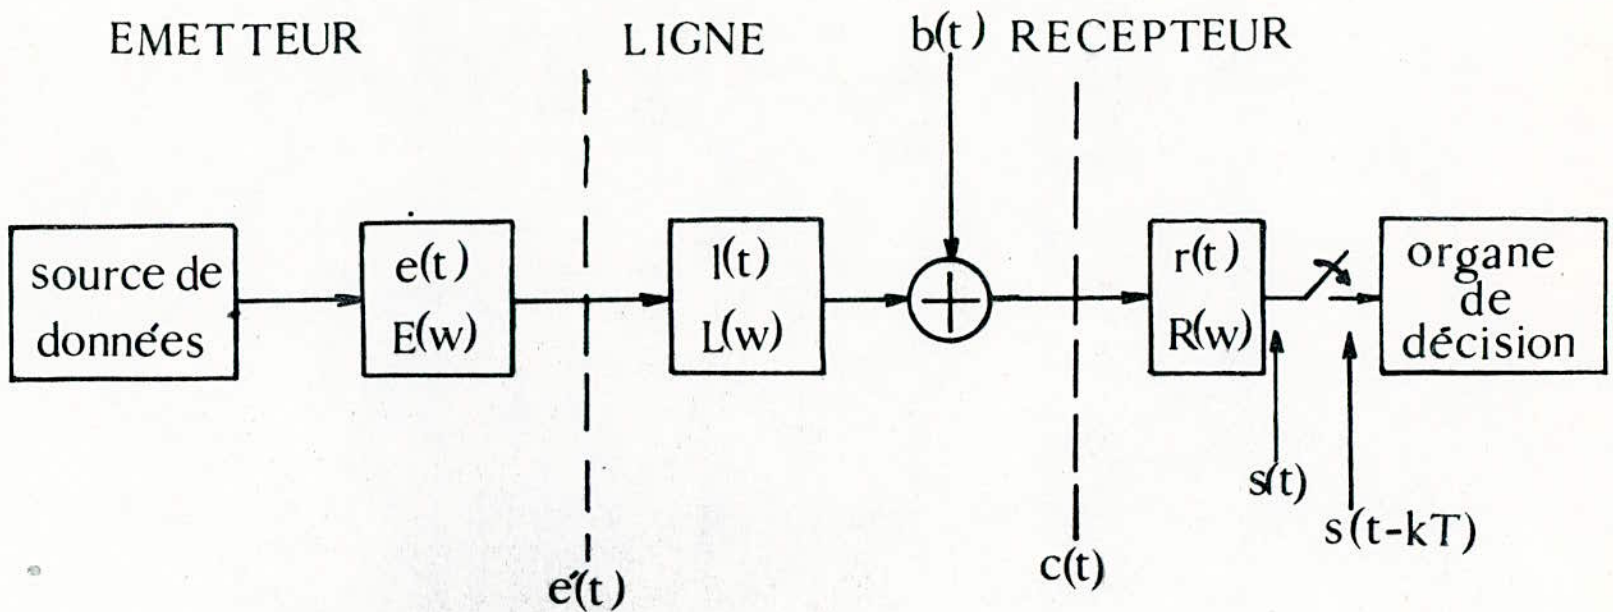 EMETTEUR
LIGNE
b(t)
RECEPTEUR
source de
données
e(t)
E(w)
l(t)
L(w)
r(t)
R(w)
organe
de
décision
s(t)
s(t-kT)
e'(t)
c(t)